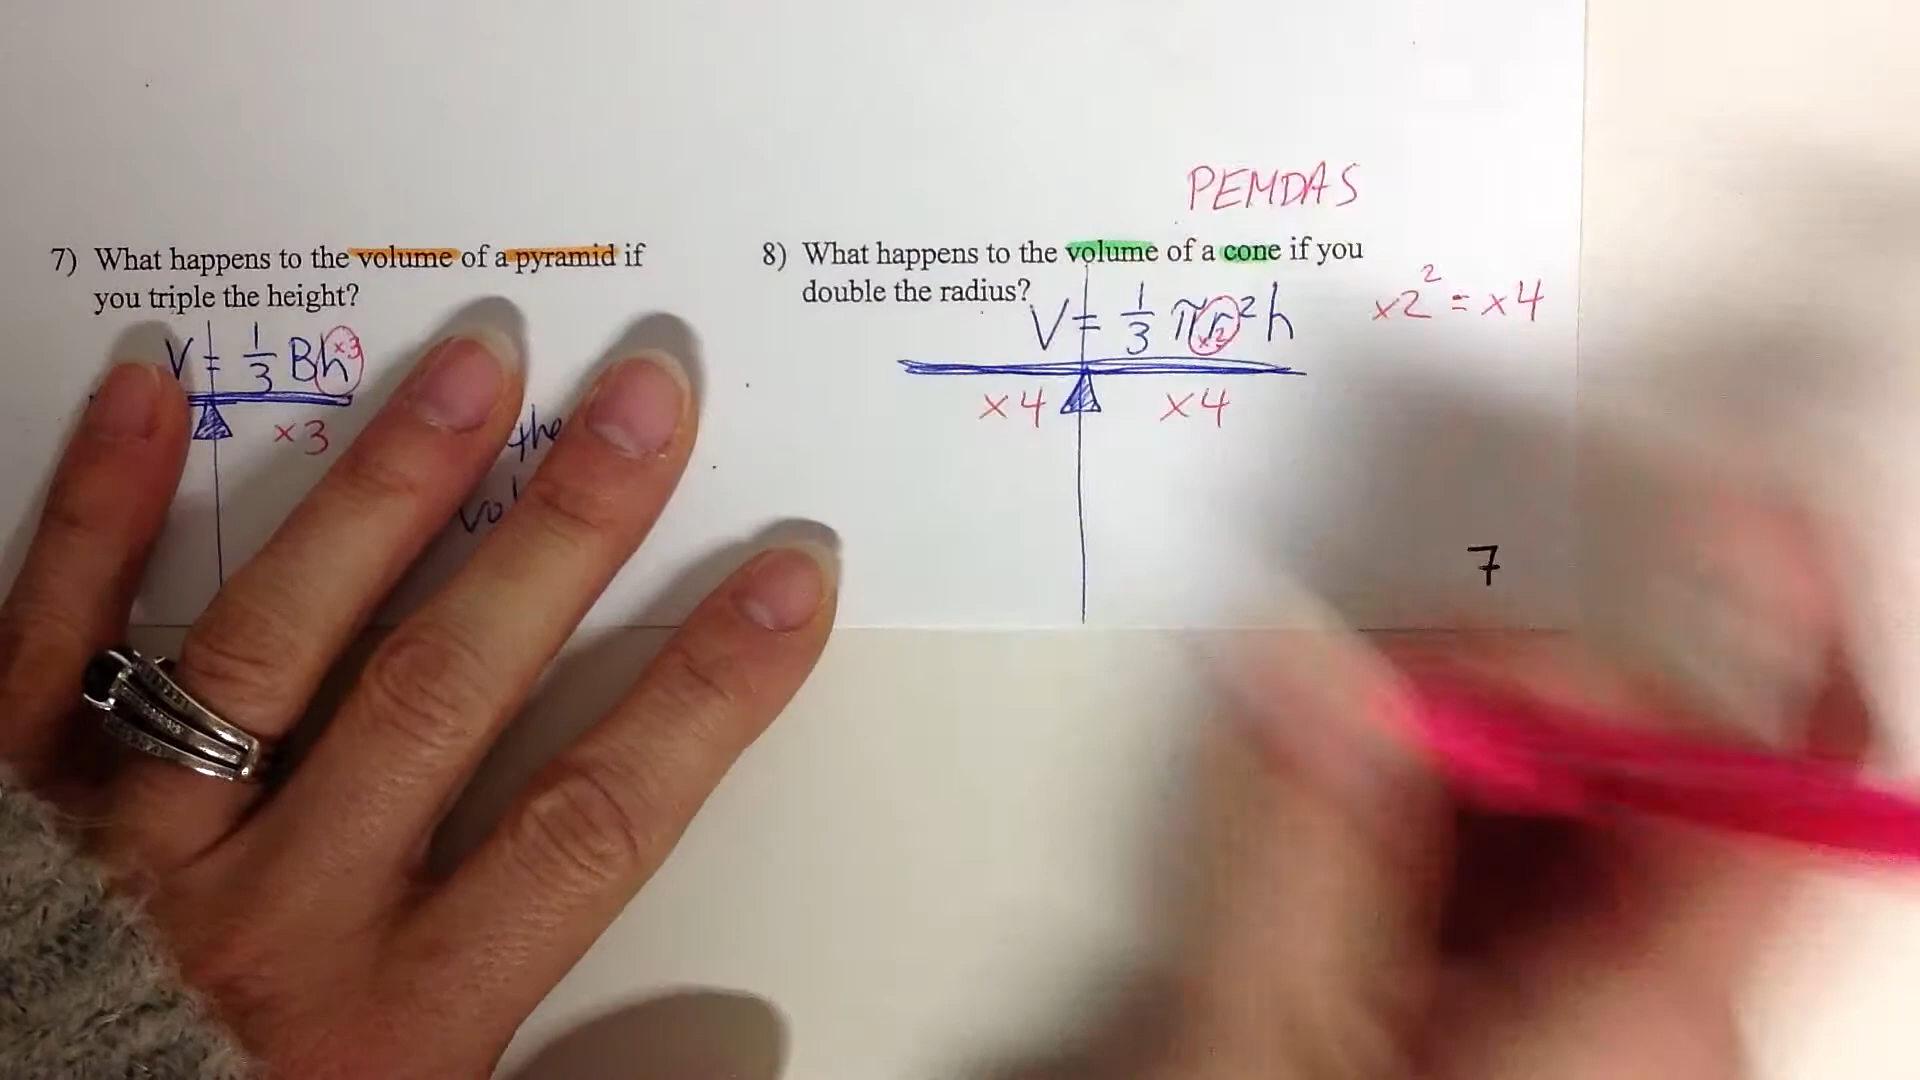 PEMDAS
7) What happens to the volume of a pyramid if
you triple the height?
V = 1/3 Bh ×3
×3
the
8) What happens to the volume of a cone if you
double the radius?
V = 1/3 πr² h ×2
×2² = ×4
×4 ×4
7